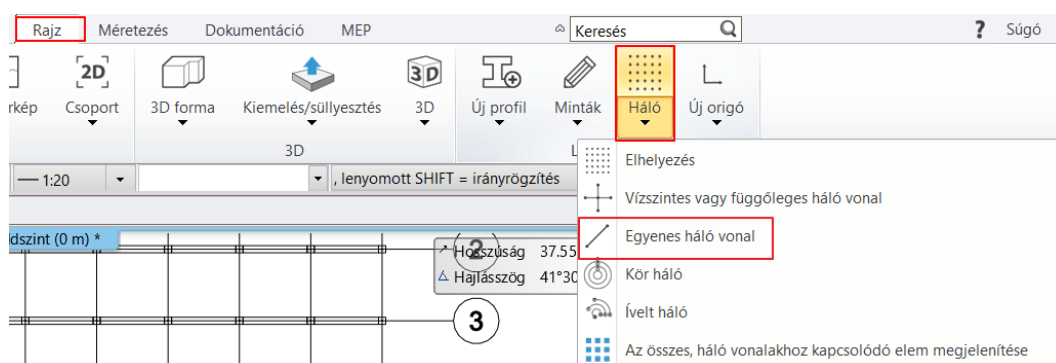 Rajz Méretezés Dokumentáció MEP Keresés ? Súgó
2D 3D
rkép Csoport 3D forma Kiemelés/süllyesztés 3D Új profil Minták Háló Új origó
3D L
1:20 , lenyomott SHIFT = irányrögzítés
Elhelyezés
Vízszintes vagy függőleges háló vonal
Egyenes háló vonal
Kör háló
Ívelt háló
Az összes, háló vonalakhoz kapcsolódó elem megjelenítése
ldszint (0 m) *
2
Hosszúság 37.55
Hajlásszög 41°30
3